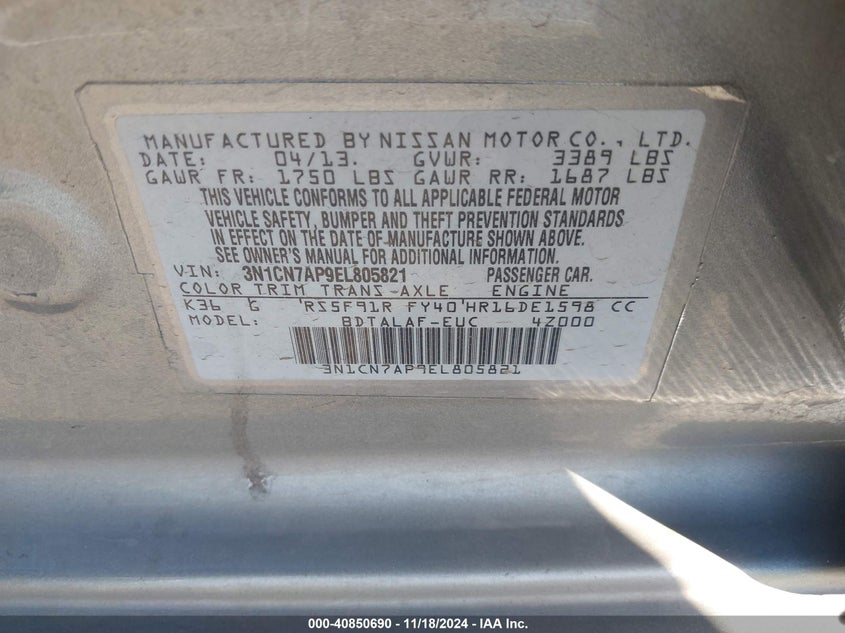 MANUFACTURED BY NISSAN MOTOR CO., LTD.
DATE: 04/13. GVWR: 3389 LBS
GAWR FR: 1750 LBS GAWR RR: 1687 LBS
THIS VEHICLE CONFORMS TO ALL APPLICABLE FEDERAL MOTOR
VEHICLE SAFETY, BUMPER AND THEFT PREVENTION STANDARDS
IN EFFECT ON THE DATE OF MANUFACTURE SHOWN ABOVE.
SEE OWNER'S MANUAL FOR ADDITIONAL INFORMATION.
VIN: 3N1CN7AP9EL805821 PASSENGER CAR.
COLOR TRIM TRANS AXLE ENGINE
K36 G 'RS5F91R FY40'HR16DE1598 CC
MODEL: BDTALAF-EUC 4Z000
3N1CN7AP9EL805821
000-40850690 - 11/18/2024 - IAA Inc.